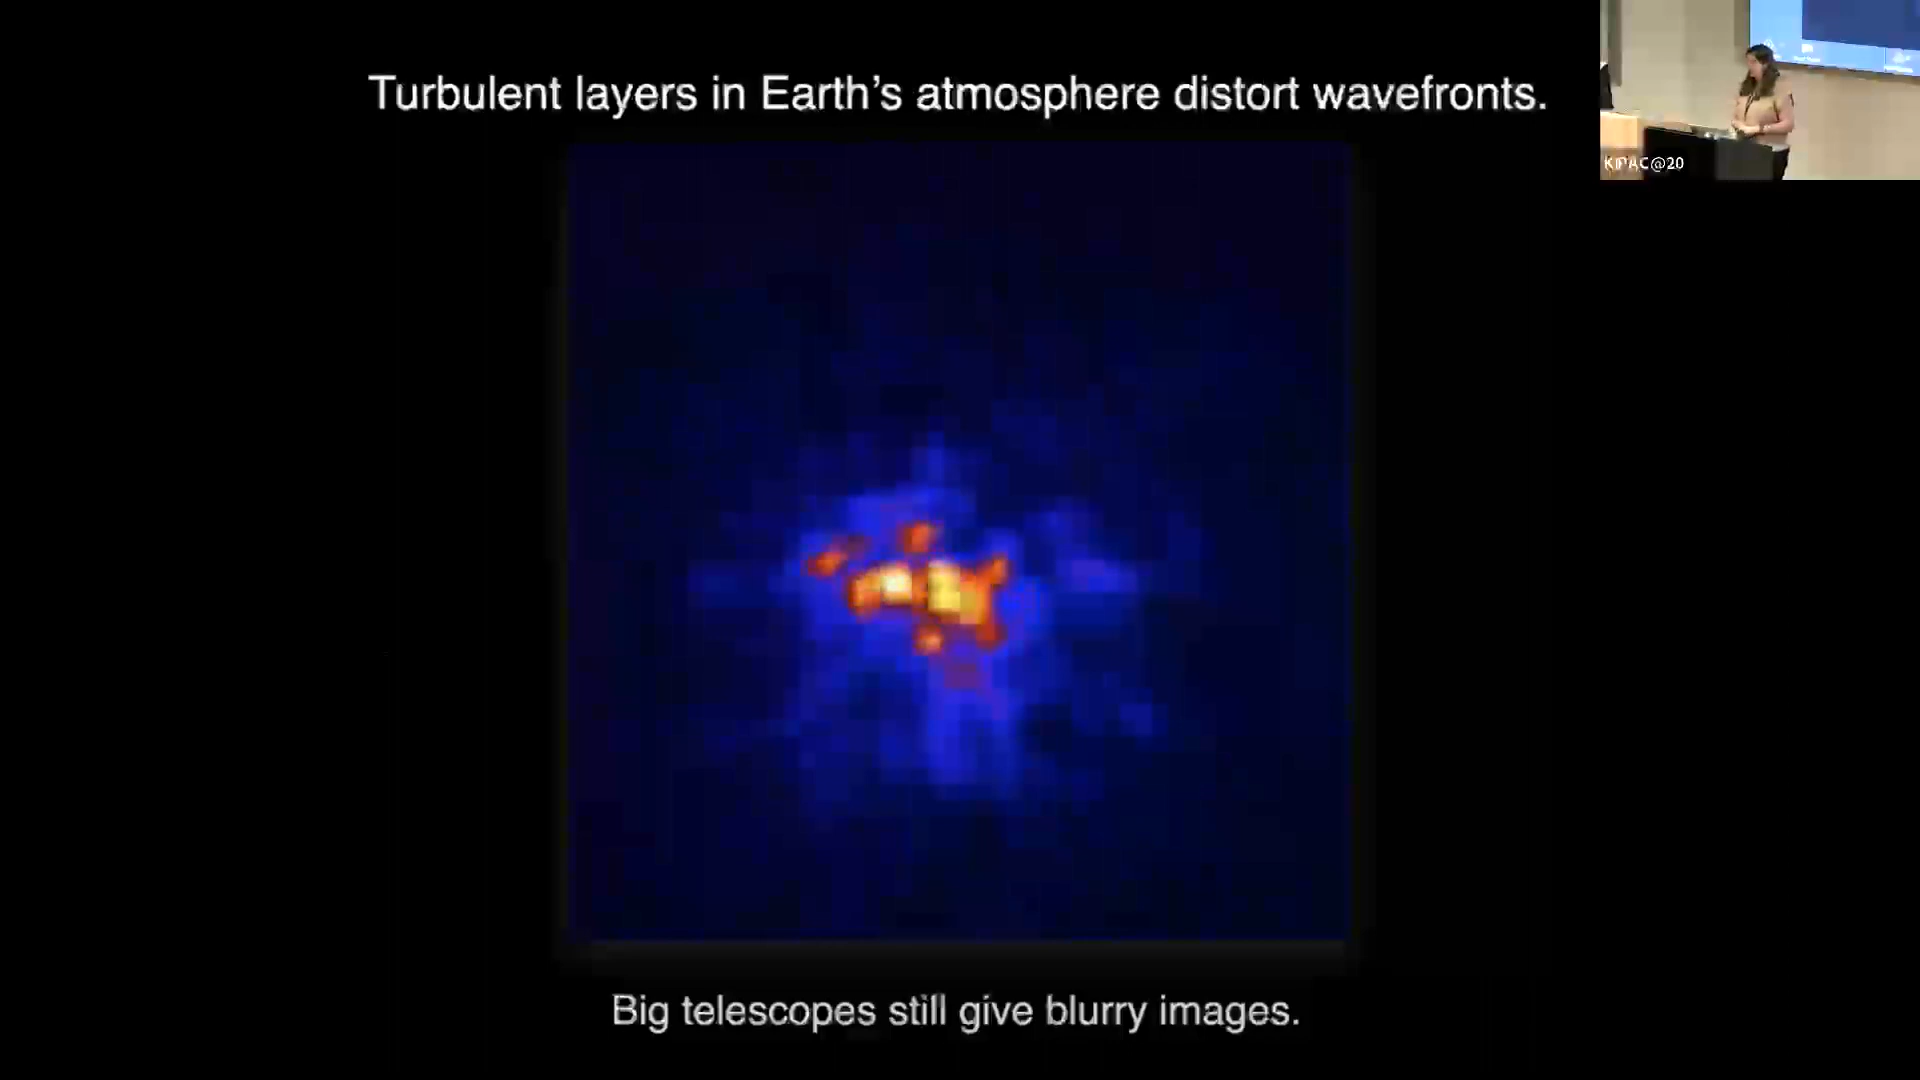 Turbulent layers in Earth’s atmosphere distort wavefronts.
KIPAC@20
Big telescopes still give blurry images.